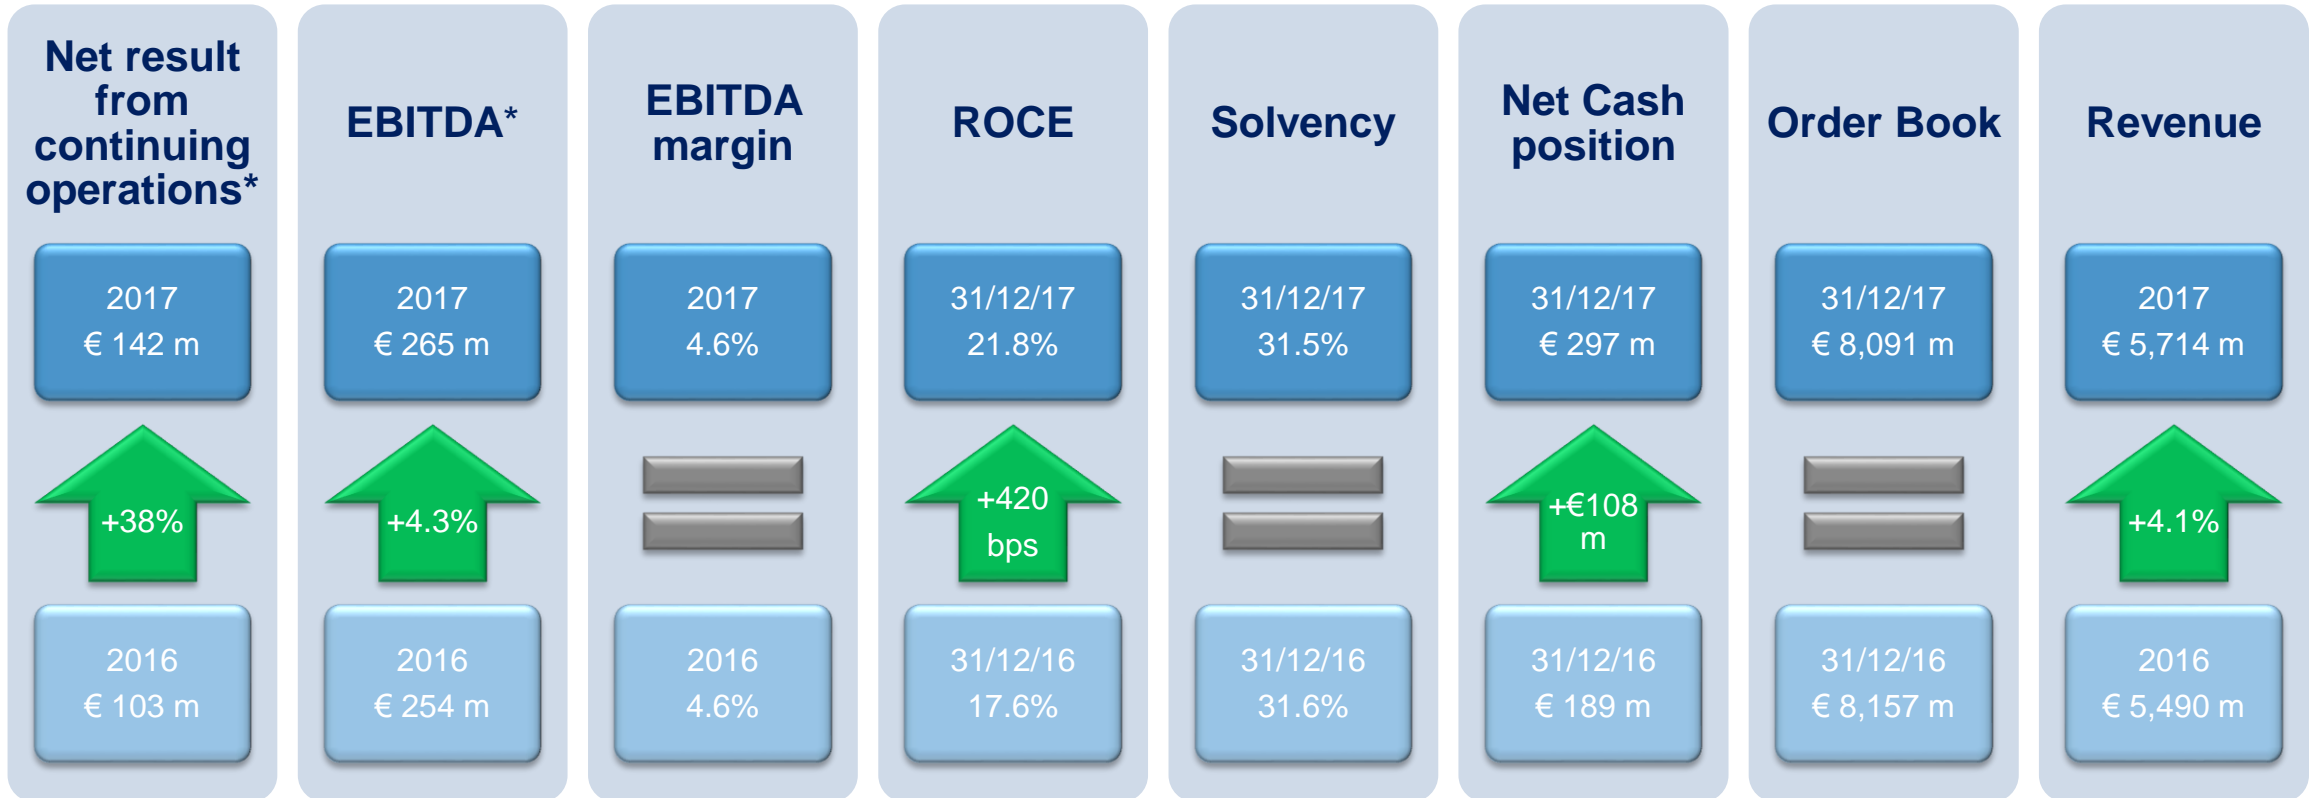 Net result
from
continuing
operations*
2017
€ 142 m
+38%
2016
€ 103 m
EBITDA*
2017
€ 265 m
+4.3%
2016
€ 254 m
EBITDA
margin
2017
4.6%
2016
4.6%
ROCE
31/12/17
21.8%
+420
bps
31/12/16
17.6%
Solvency
31/12/17
31.5%
31/12/16
31.6%
Net Cash
position
31/12/17
€ 297 m
+€108
m
31/12/16
€ 189 m
Order Book
31/12/17
€ 8,091 m
31/12/16
€ 8,157 m
Revenue
2017
€ 5,714 m
+4.1%
2016
€ 5,490 m